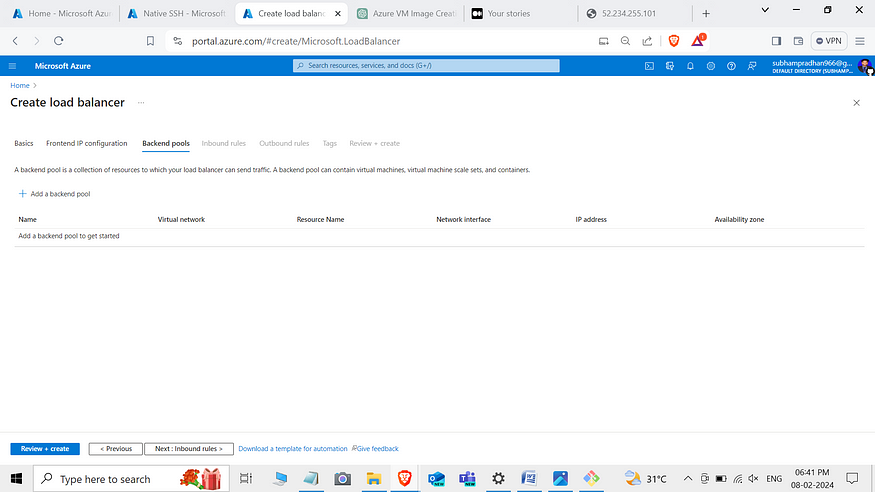 Home - Microsoft Azur
Native SSH - Microsoft
Create load balanc
Azure VM Image Creat
Your stories
52.234.255.101
portal.azure.com/#create/Microsoft.LoadBalancer
1
VPN
Microsoft Azure
Search resources, services, and docs (G+/)
subhampradhan966@g...
DEFAULT DIRECTORY (SUBHAMP...
Home >
Create load balancer ...
Basics Frontend IP configuration Backend pools Inbound rules Outbound rules Tags Review + create
A backend pool is a collection of resources to which your load balancer can send traffic. A backend pool can contain virtual machines, virtual machine scale sets, and containers.
+ Add a backend pool
Name Virtual network Resource Name Network interface IP address Availability zone
Add a backend pool to get started
Review + create < Previous Next : Inbound rules > Download a template for automation Give feedback
Type here to search
NEW
NEW
31°C
ENG
06:41 PM
08-02-2024